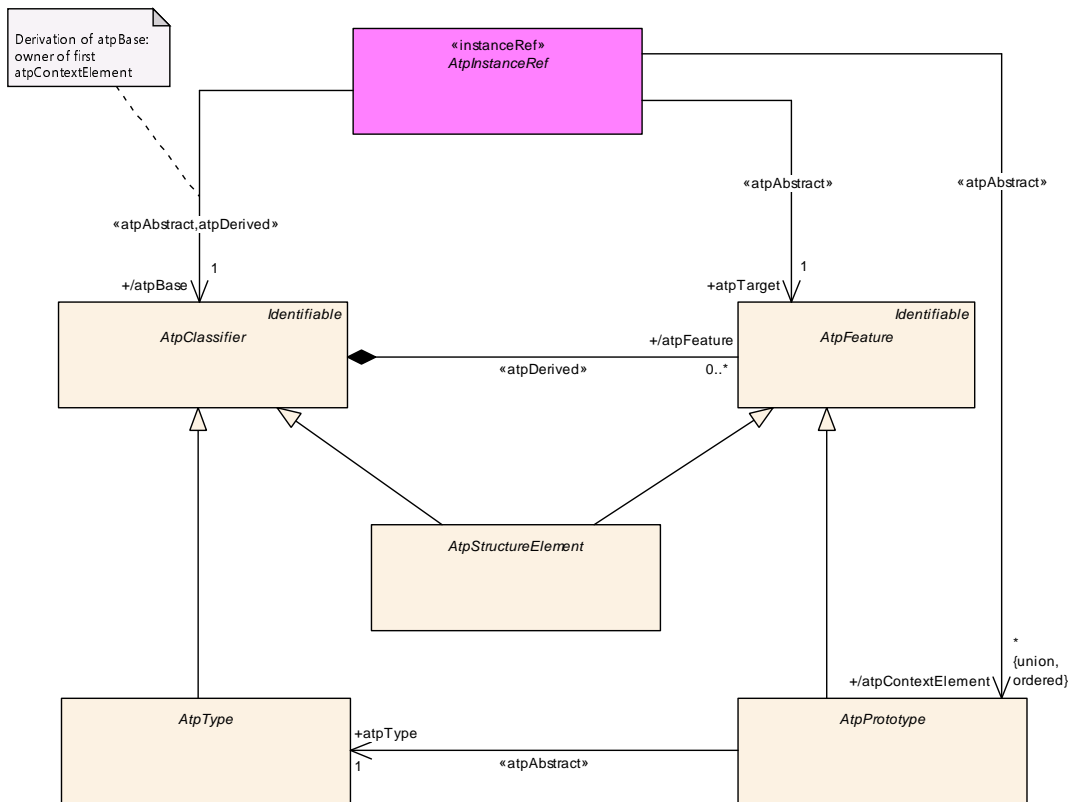 Derivation of atpBase:
owner of first
atpContextElement
«instanceRef»
AtpInstanceRef
«atpAbstract»
«atpAbstract»
«atpAbstract,atpDerived»
1
+/atpBase
1
+atpTarget
Identifiable
AtpClassifier
Identifiable
AtpFeature
+/atpFeature
«atpDerived»
0..*
AtpStructureElement
*
{union,
ordered}
+/atpContextElement
AtpType
AtpPrototype
+atpType
1
«atpAbstract»